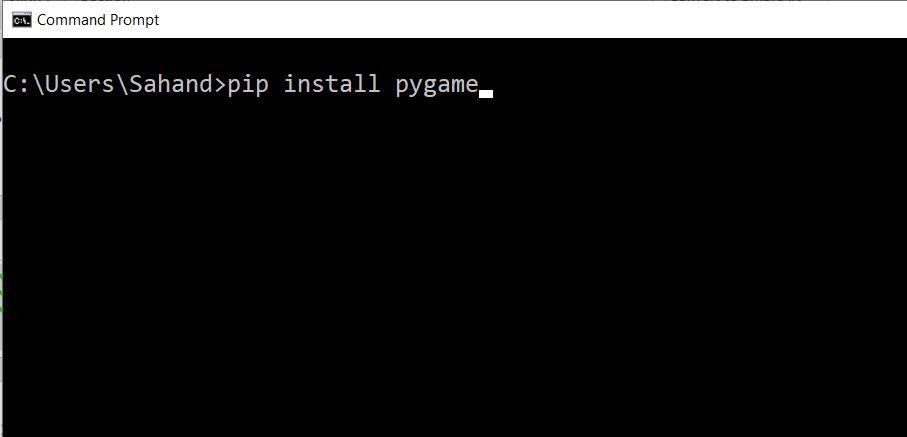 Command Prompt
C:\Users\Sahand>pip install pygame